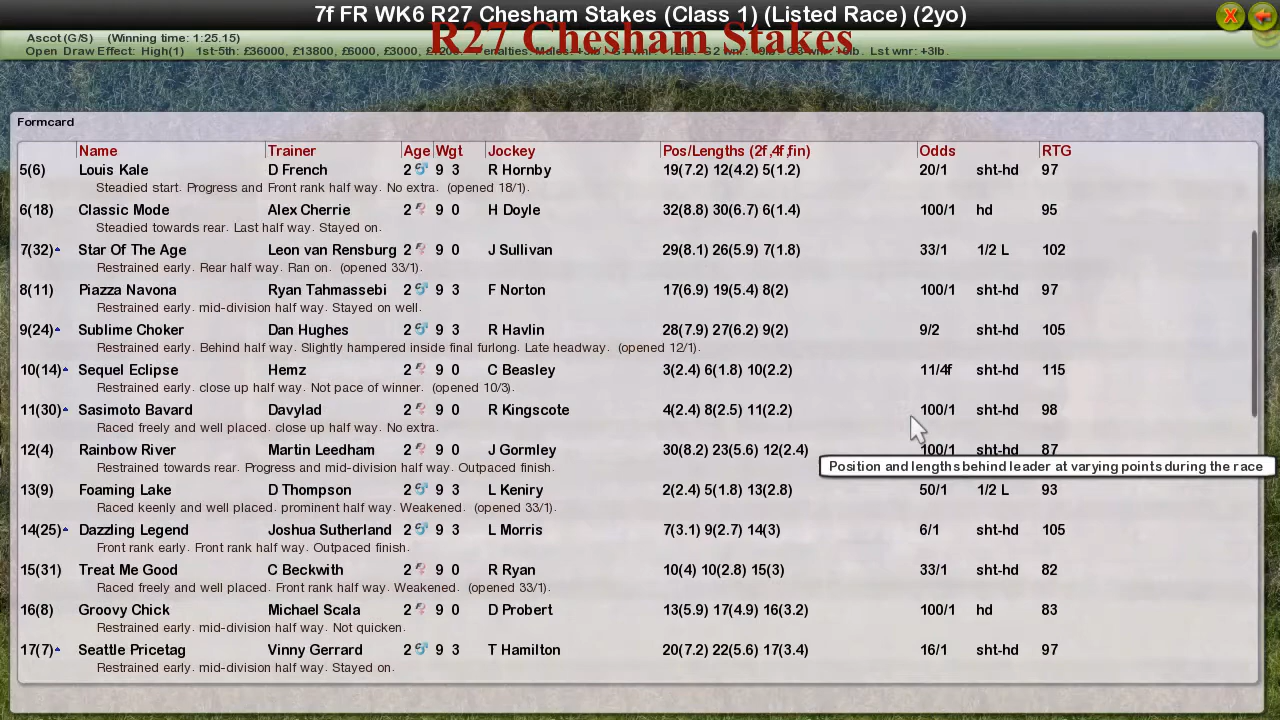 7f FR WK6 R27 Chesham Stakes (Class 1) (Listed Race) (2yo)
R27 Chesham Stakes
Ascot(G/S) (Winning time: 1:25.15)
Open Draw Effect: High(1) 1st-5th: £36000, £13800, £6000, £3000, Penalties: Males: G1 wnr: G2 wnr G3 wnr Lst wnr: +3lb.
Formcard
Name Trainer Age Wgt Jockey Pos/Lengths (2f,4f,fin) Odds RTG
5(6) Louis Kale D French 2 9 3 R Hornby 19(7.2) 12(4.2) 5(1.2) 20/1 sht-hd 97
Steadied start. Progress and Front rank half way. No extra. (opened 18/1).
6(18) Classic Mode Alex Cherrie 2 9 0 H Doyle 32(8.8) 30(6.7) 6(1.4) 100/1 hd 95
Steadied towards rear. Last half way. Stayed on.
7(32) Star Of The Age Leon van Rensburg 2 9 0 J Sullivan 29(8.1) 26(5.9) 7(1.8) 33/1 1/2 L 102
Restrained early. Rear half way. Ran on. (opened 33/1).
8(11) Piazza Navona Ryan Tahmassebi 2 9 3 F Norton 17(6.9) 19(5.4) 8(2) 100/1 sht-hd 97
Restrained early. mid-division half way. Stayed on well.
9(24) Sublime Choker Dan Hughes 2 9 3 R Havlin 28(7.9) 27(6.2) 9(2) 9/2 sht-hd 105
Restrained early. Behind half way. Slightly hampered inside final furlong. Late headway. (opened 12/1).
10(14) Sequel Eclipse Hemz 2 9 0 C Beasley 3(2.4) 6(1.8) 10(2.2) 11/4f sht-hd 115
Restrained early. close up half way. Not pace of winner. (opened 10/3).
11(30) Sasimoto Bavard Davylad 2 9 0 R Kingscote 4(2.4) 8(2.5) 11(2.2) 100/1 sht-hd 98
Raced freely and well placed. close up half way. No extra.
12(4) Rainbow River Martin Leedham 2 9 0 J Gormley 30(8.2) 23(5.6) 12(2.4) 100/1 sht-hd 87
Restrained towards rear. Progress and mid-division half way. Outpaced finish.
Position and lengths behind leader at varying points during the race
13(9) Foaming Lake D Thompson 2 9 3 L Keniry 2(2.4) 5(1.8) 13(2.8) 50/1 1/2 L 93
Raced keenly and well placed. prominent half way. Weakened. (opened 33/1).
14(25) Dazzling Legend Joshua Sutherland 2 9 3 L Morris 7(3.1) 9(2.7) 14(3) 6/1 sht-hd 105
Front rank early. Front rank half way. Outpaced finish.
15(31) Treat Me Good C Beckwith 2 9 0 R Ryan 10(4) 10(2.8) 15(3) 33/1 sht-hd 82
Raced freely and well placed. Front rank half way. Weakened. (opened 33/1).
16(8) Groovy Chick Michael Scala 2 9 0 D Probert 13(5.9) 17(4.9) 16(3.2) 100/1 hd 83
Restrained early. mid-division half way. Not quicken.
17(7) Seattle Pricetag Vinny Gerrard 2 9 3 T Hamilton 20(7.2) 22(5.6) 17(3.4) 16/1 sht-hd 97
Restrained early. mid-division half way. Stayed on.